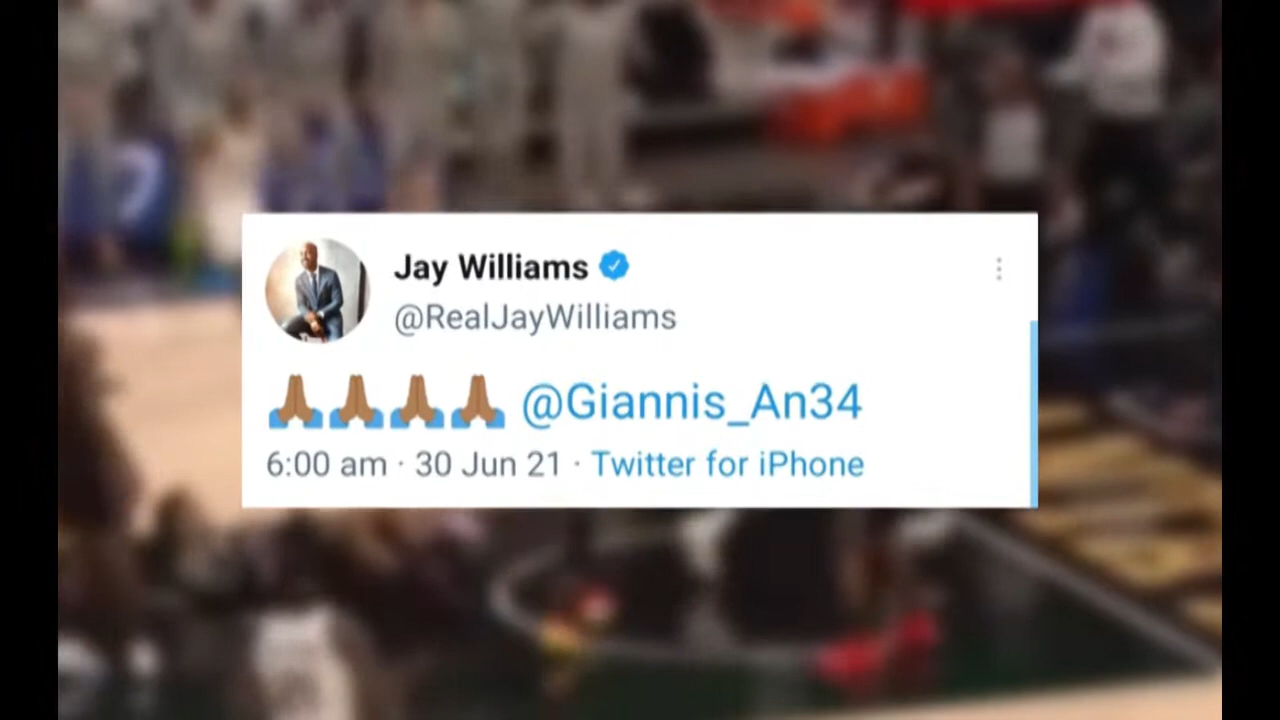 Jay Williams
@RealJayWilliams
🙏🏽🙏🏽🙏🏽🙏🏽 @Giannis_An34
6:00 am · 30 Jun 21 · Twitter for iPhone